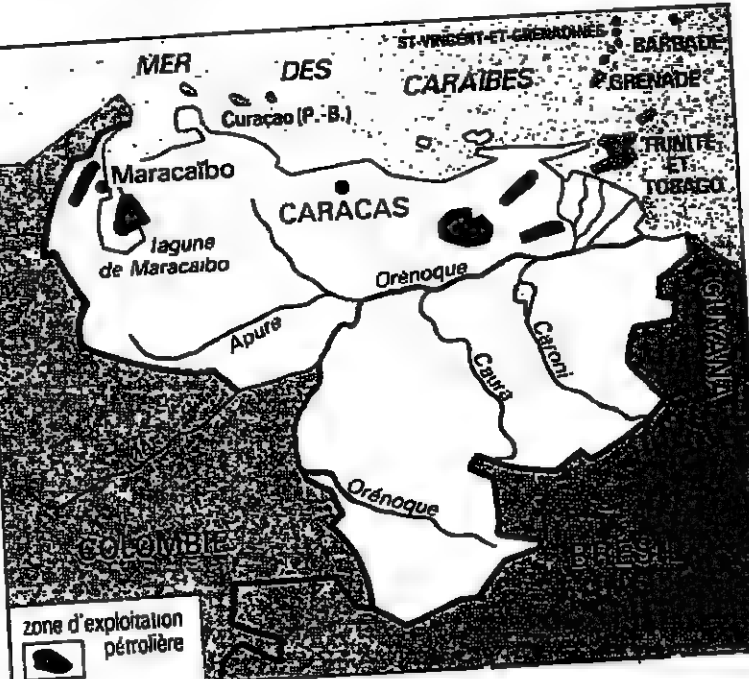 ST-VINCENT-ET-GRENADINES
BARBADE
MER DES CARAÏBES
GRENADE
Curaçao (P.-B.)
TRINITÉ
ET
TOBAGO
Maracaïbo
CARACAS
lagune
de Maracaïbo
Orénoque
GUYANA
Apure
Caura
Caroni
Orénoque
COLOMBIE
BRÉSIL
zone d'exploitation
pétrolière